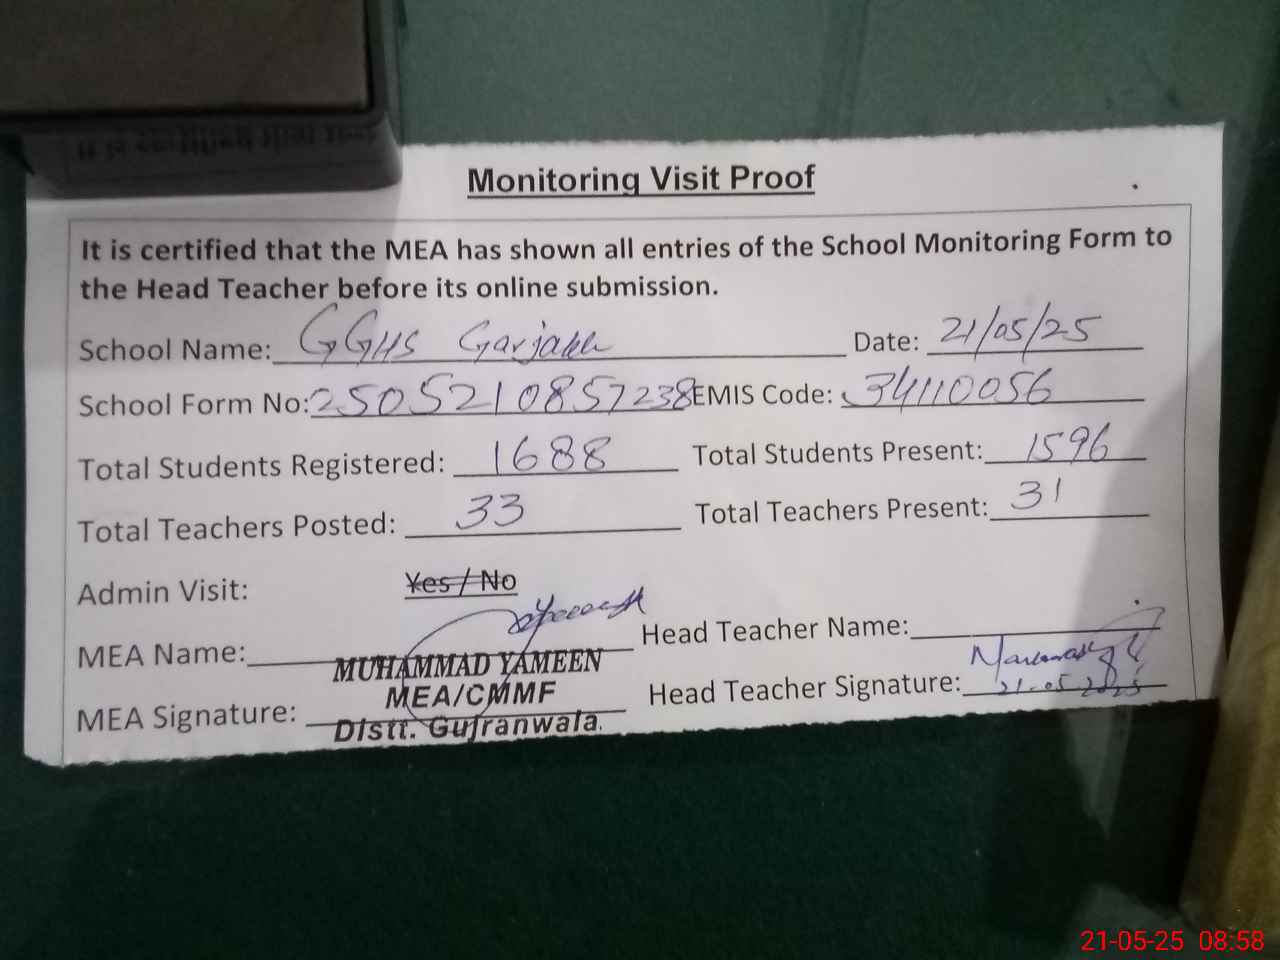 Monitoring Visit Proof
It is certified that the MEA has shown all entries of the School Monitoring Form to
the Head Teacher before its online submission.
School Name: GGHS Garjakh Date: 21/05/25
School Form No: 2505210857238 EMIS Code: 34110056
Total Students Registered: 1688 Total Students Present: 1596
Total Teachers Posted: 33 Total Teachers Present: 31
Admin Visit: Yes / No
MEA Name: Head Teacher Name:
MUHAMMAD YAMEEN
MEA/CMMF
MEA Signature: Head Teacher Signature: 21-05-2025
Distt. Gujranwala.
21-05-25 08:58